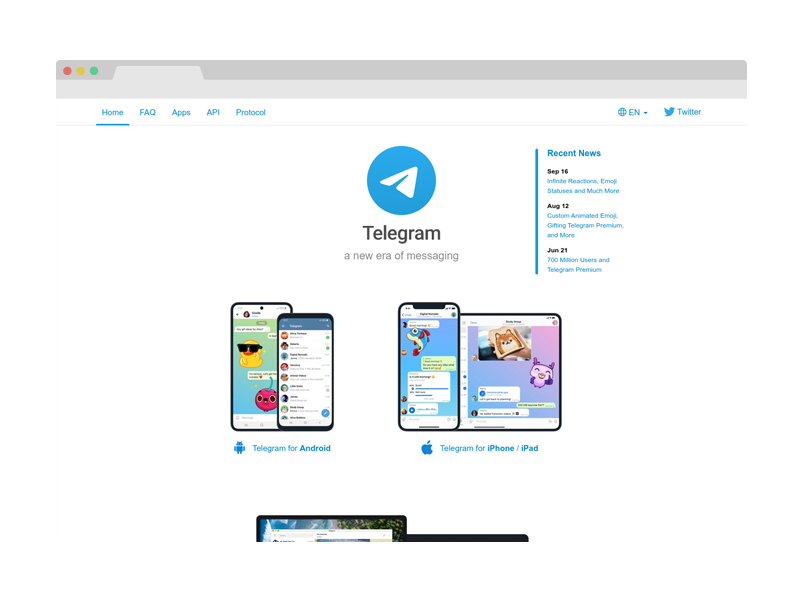 Home FAQ Apps API Protocol
EN
Twitter
Telegram
a new era of messaging
Recent News
Sep 16
Infinite Reactions, Emoji
Statuses and Much More
Aug 12
Custom Animated Emoji,
Gifting Telegram Premium,
and More
Jun 21
700 Million Users and
Telegram Premium
Telegram for Android
Telegram for iPhone / iPad